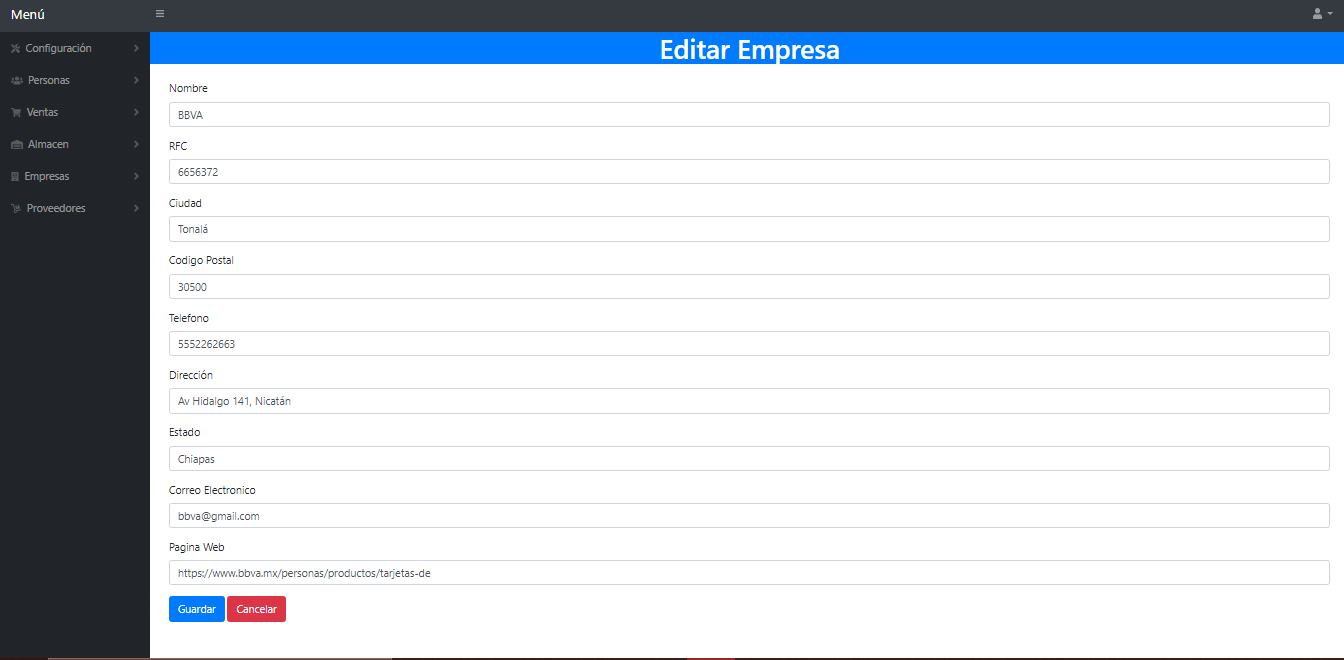 Menú
Configuración
Personas
Ventas
Almacen
Empresas
Proveedores
Editar Empresa
Nombre
BBVA
RFC
6656372
Ciudad
Tonalá
Codigo Postal
30500
Telefono
5552262663
Dirección
Av Hidalgo 141, Nicatán
Estado
Chiapas
Correo Electronico
bbva@gmail.com
Pagina Web
https://www.bbva.mx/personas/productos/tarjetas-de
Guardar Cancelar